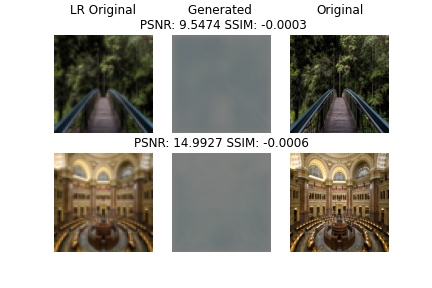 LR Original Generated Original
PSNR: 9.5474 SSIM: -0.0003
PSNR: 14.9927 SSIM: -0.0006